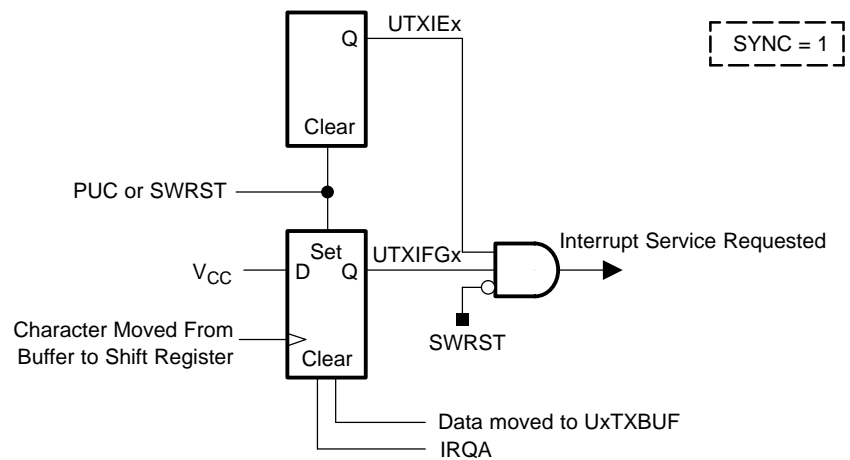 Q
UTXIEx
SYNC = 1
Clear
PUC or SWRST
Set
UTXIFGx
Interrupt Service Requested
VCC
D
Q
Character Moved From
Buffer to Shift Register
SWRST
Clear
Data moved to UxTXBUF
IRQA